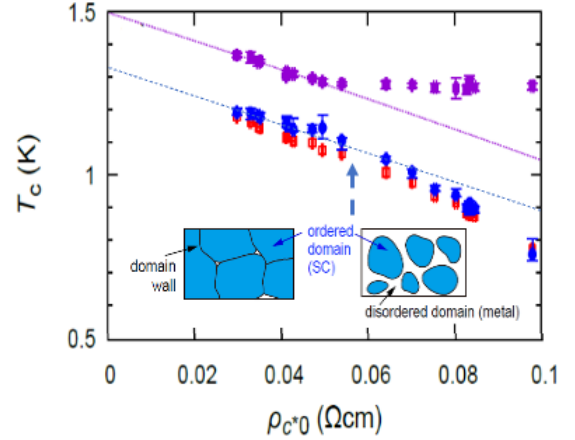 1.5
1
0.5
T_c (K)
domain
wall
ordered
domain
(SC)
disordered domain (metal)
0 0.02 0.04 0.06 0.08 0.1
ρ_{c*0} (Ωcm)